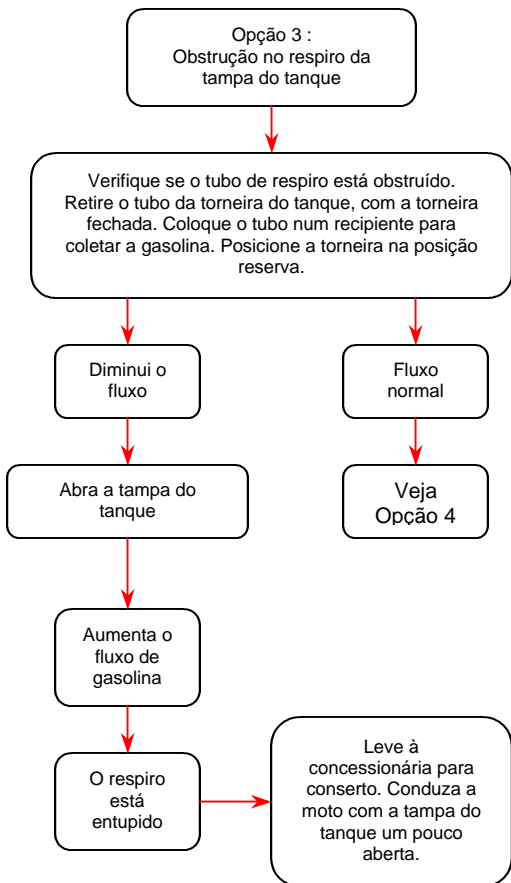 Opção 3 :
Obstrução no respiro da
tampa do tanque
Verifique se o tubo de respiro está obstruído.
Retire o tubo da torneira do tanque, com a torneira
fechada. Coloque o tubo num recipiente para
coletar a gasolina. Posicione a torneira na posição
reserva.
Diminui o
fluxo
Fluxo
normal
Abra a tampa do
tanque
Veja
Opção 4
Aumenta o
fluxo de
gasolina
O respiro
está
entupido
Leve à
concessionária para
conserto. Conduza a
moto com a tampa do
tanque um pouco
aberta.